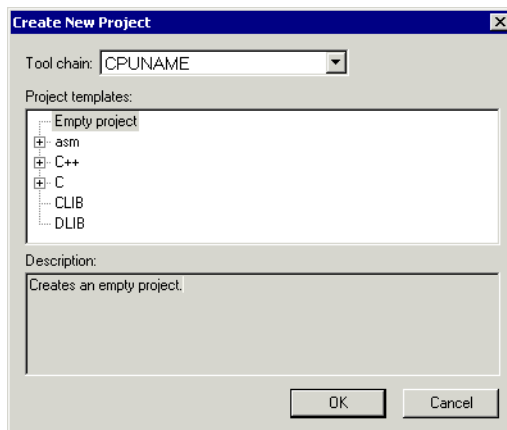 Create New Project
Tool chain: CPUNAME
Project templates:
Empty project
asm
C++
C
CLIB
DLIB
Description:
Creates an empty project.
OK Cancel